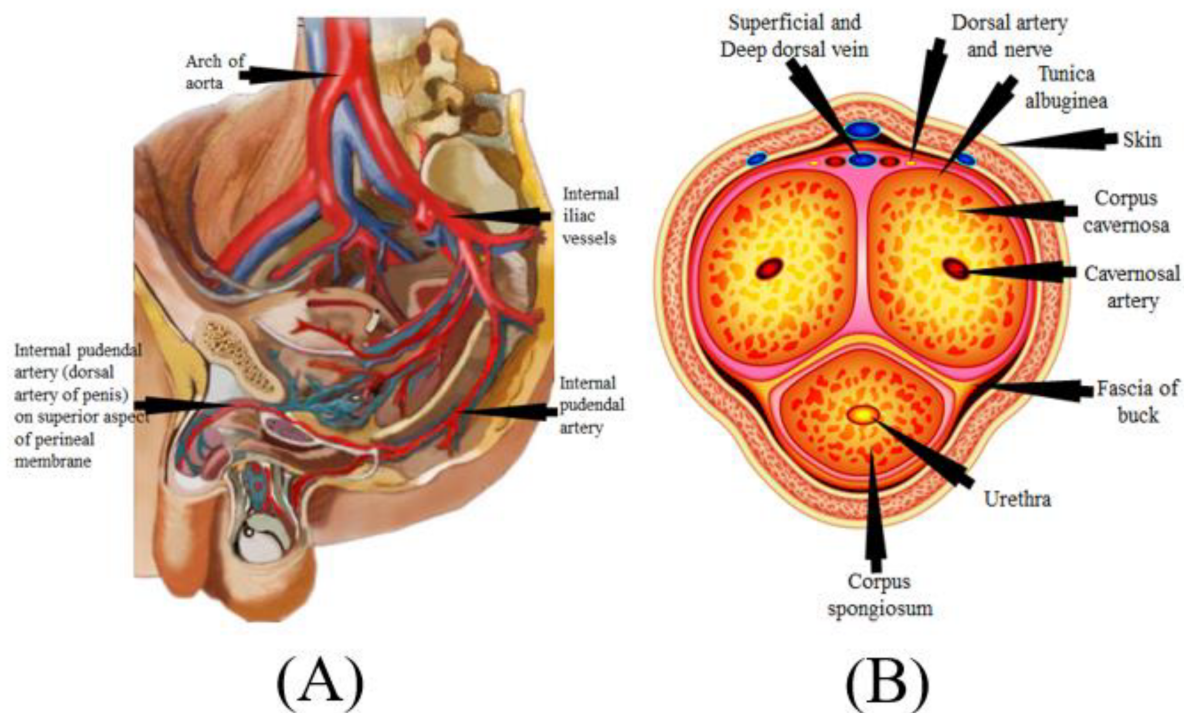 Arch of
aorta
Internal
iliac
vessels
Internal pudendal
artery (dorsal
artery of penis)
on superior aspect
of perineal
membrane
Internal
pudendal
artery
(A)
Superficial and
Deep dorsal vein
Dorsal artery
and nerve
Tunica
albuginea
Skin
Corpus
cavernosa
Cavernosal
artery
Fascia of
buck
Urethra
Corpus
spongiosum
(B)